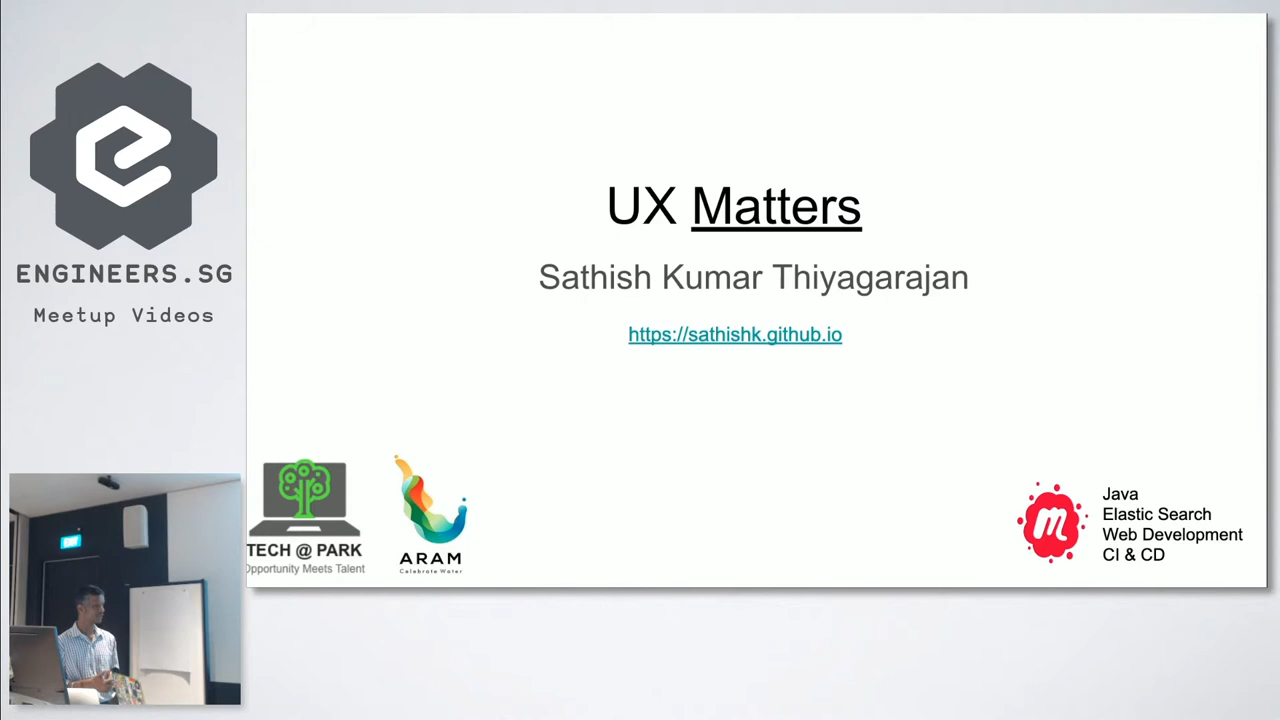 ENGINEERS.SG
Meetup Videos
UX Matters
Sathish Kumar Thiyagarajan
https://sathishk.github.io
TECH @ PARK
Opportunity Meets Talent
ARAM
Celebrate Water
Java
Elastic Search
Web Development
CI & CD